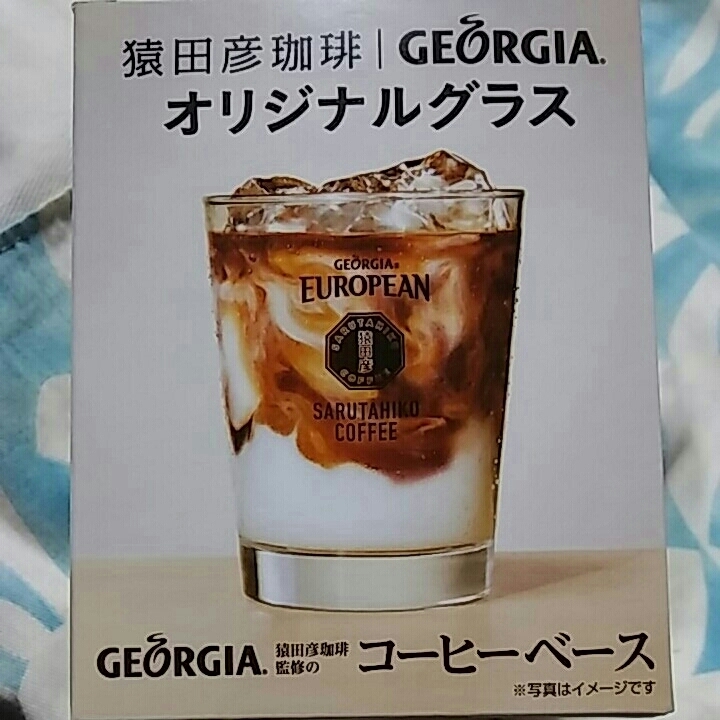 猿田彦珈琲 | GEORGIA®
オリジナルグラス
GEORGIA®
EUROPEAN
SARUTAHIKO
猿田彦
COFFEE
SARUTAHIKO
COFFEE
GEORGIA® 猿田彦珈琲 監修の コーヒーベース
※写真はイメージです